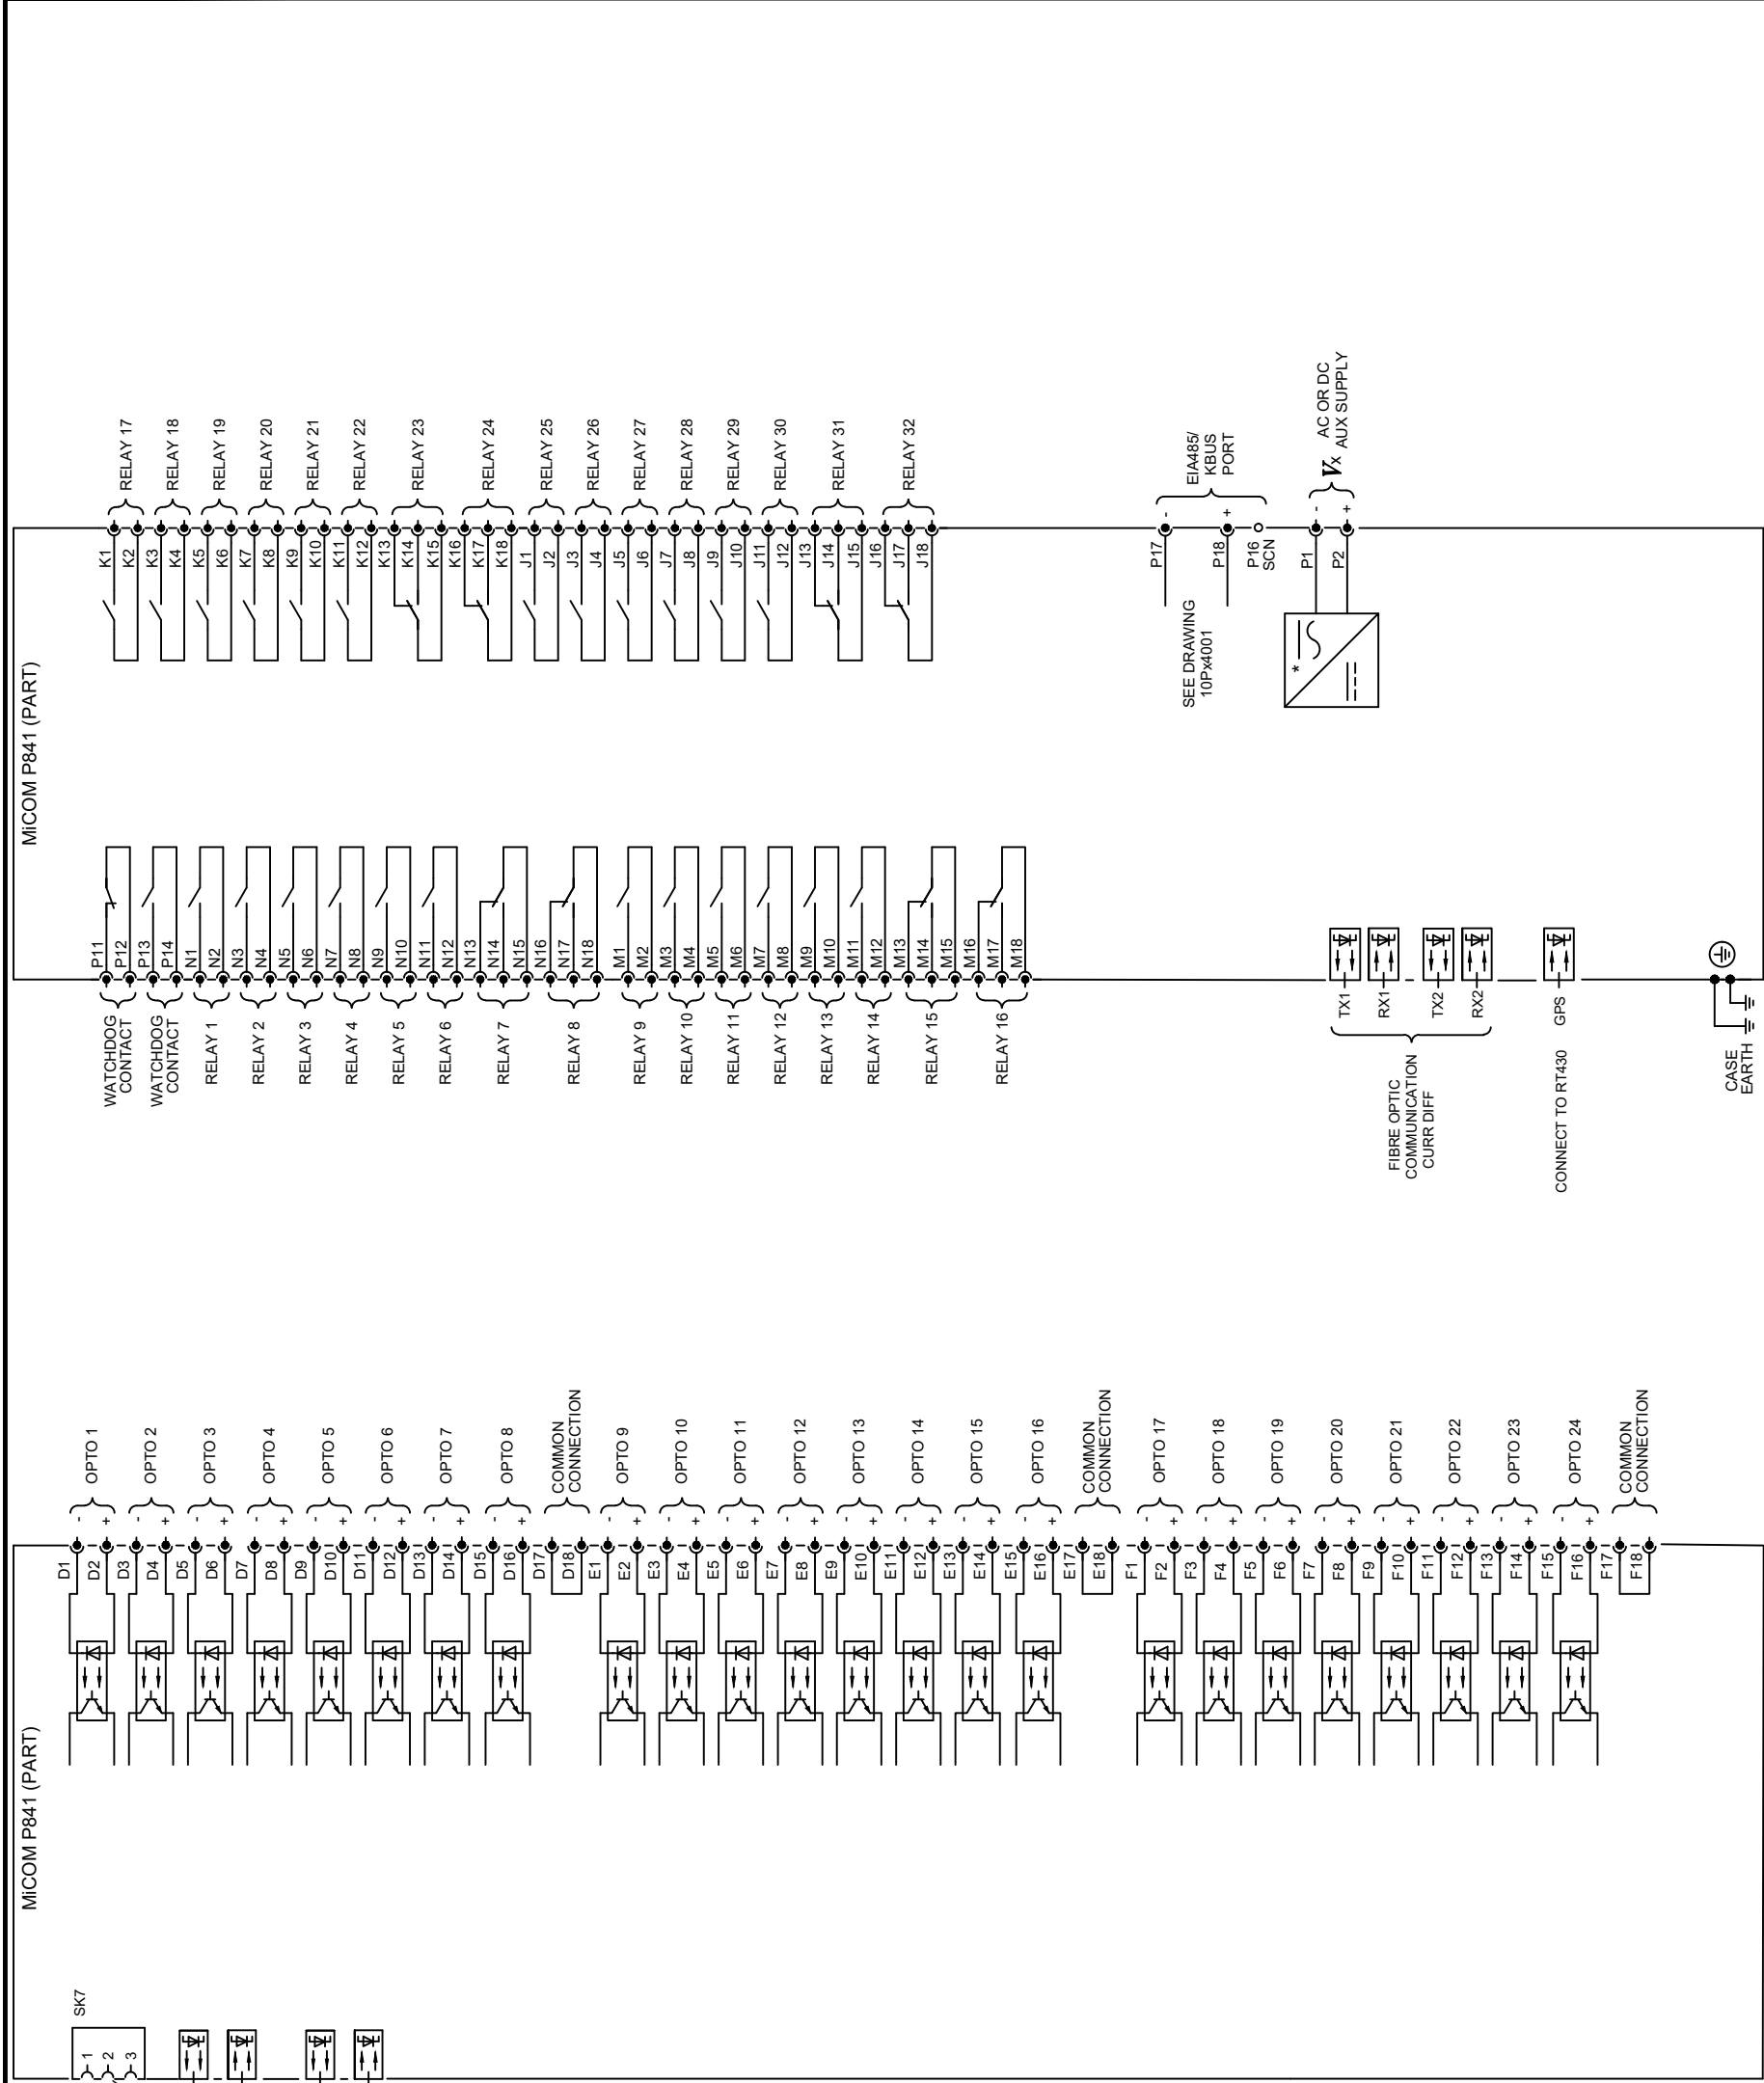 MiCOM P841 (PART)
K1
K2
K3
K4
K5
K6
K7
K8
K9
K10
K11
K12
K13
K14
K15
K16
K17
K18
J1
J2
J3
J4
J5
J6
J7
J8
J9
J10
J11
J12
J13
J14
J15
J16
J17
J18
RELAY 17
RELAY 18
RELAY 19
RELAY 20
RELAY 21
RELAY 22
RELAY 23
RELAY 24
RELAY 25
RELAY 26
RELAY 27
RELAY 28
RELAY 29
RELAY 30
RELAY 31
RELAY 32
P17
P18
P16
SCN
P1
P2
-
+
-
+
EIA485/
KBUS
PORT
SEE DRAWING
10Px4001
Vx
AC OR DC
AUX SUPPLY
*
P11
P12
P13
P14
N1
N2
N3
N4
N5
N6
N7
N8
N9
N10
N11
N12
N13
N14
N15
N16
N17
N18
M1
M2
M3
M4
M5
M6
M7
M8
M9
M10
M11
M12
M13
M14
M15
M16
M17
M18
WATCHDOG
CONTACT
WATCHDOG
CONTACT
RELAY 1
RELAY 2
RELAY 3
RELAY 4
RELAY 5
RELAY 6
RELAY 7
RELAY 8
RELAY 9
RELAY 10
RELAY 11
RELAY 12
RELAY 13
RELAY 14
RELAY 15
RELAY 16
TX1
RX1
TX2
RX2
GPS
FIBRE OPTIC
COMMUNICATION
CURR DIFF
CONNECT TO RT430
CASE
EARTH
MiCOM P841 (PART)
D1
D2
D3
D4
D5
D6
D7
D8
D9
D10
D11
D12
D13
D14
D15
D16
D17
D18
E1
E2
E3
E4
E5
E6
E7
E8
E9
E10
E11
E12
E13
E14
E15
E16
E17
E18
F1
F2
F3
F4
F5
F6
F7
F8
F9
F10
F11
F12
F13
F14
F15
F16
F17
F18
- + OPTO 1
- + OPTO 2
- + OPTO 3
- + OPTO 4
- + OPTO 5
- + OPTO 6
- + OPTO 7
- + OPTO 8
COMMON
CONNECTION
- + OPTO 9
- + OPTO 10
- + OPTO 11
- + OPTO 12
- + OPTO 13
- + OPTO 14
- + OPTO 15
- + OPTO 16
COMMON
CONNECTION
- + OPTO 17
- + OPTO 18
- + OPTO 19
- + OPTO 20
- + OPTO 21
- + OPTO 22
- + OPTO 23
- + OPTO 24
COMMON
CONNECTION
SK7
1
2
3